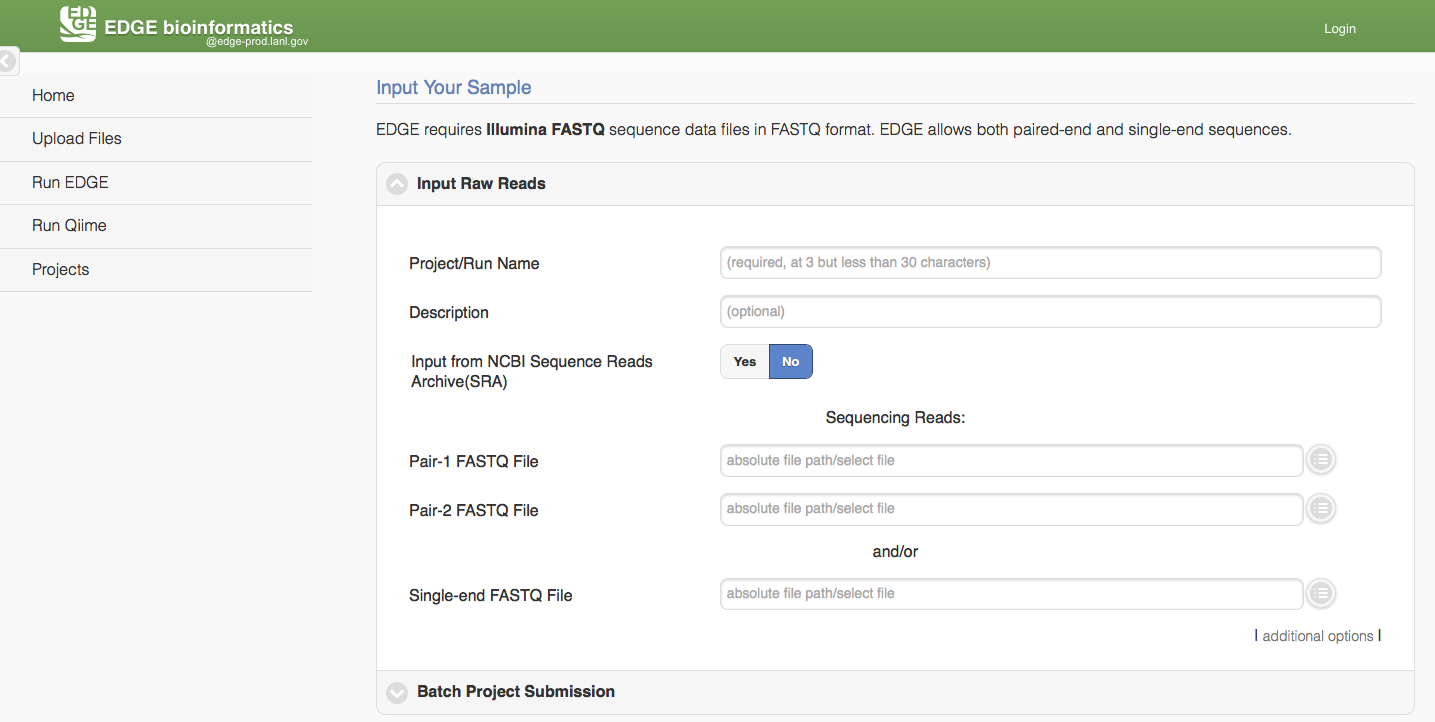 ED
GE
EDGE bioinformatics
@edge-prod.lanl.gov
Login
Home
Upload Files
Run EDGE
Run Qiime
Projects
Input Your Sample
EDGE requires Illumina FASTQ sequence data files in FASTQ format. EDGE allows both paired-end and single-end sequences.
Input Raw Reads
Project/Run Name
(required, at 3 but less than 30 characters)
Description
(optional)
Input from NCBI Sequence Reads
Archive(SRA)
Yes No
Sequencing Reads:
Pair-1 FASTQ File
absolute file path/select file
Pair-2 FASTQ File
absolute file path/select file
and/or
Single-end FASTQ File
absolute file path/select file
| additional options |
Batch Project Submission